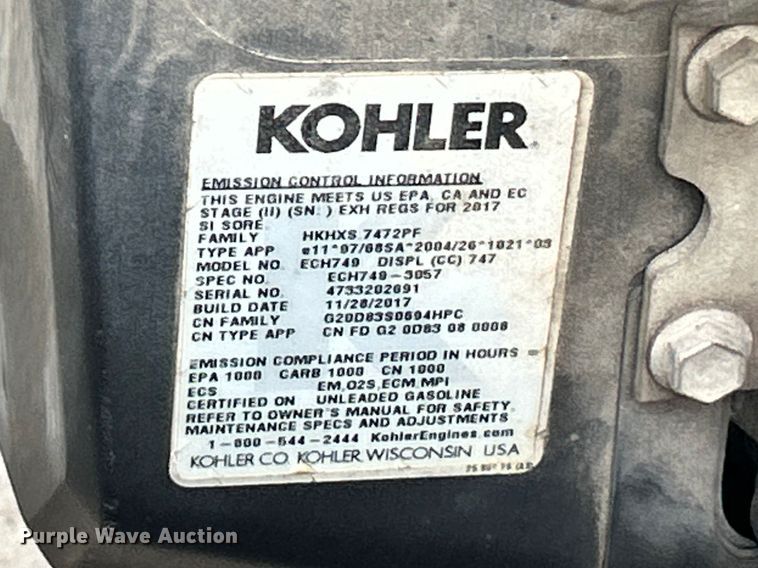 KOHLER
EMISSION CONTROL INFORMATION
THIS ENGINE MEETS US EPA, CA AND EC
STAGE (II) (SN: ) EXH REGS FOR 2017
SI SORE.
FAMILY HKHXS.7472PF
TYPE APP e11*97/68SA*2004/26*1821*03
MODEL NO. ECH749 DISPL (CC) 747
SPEC NO. ECH749-3057
SERIAL NO. 4733202691
BUILD DATE 11/28/2017
CN FAMILY G20D83S0694HPC
CN TYPE APP CN FD G2 0D83 08 0006
EMISSION COMPLIANCE PERIOD IN HOURS =
EPA 1000 CARB 1000 CN 1000
ECS EM,O2S,ECM,MPI
CERTIFIED ON UNLEADED GASOLINE
REFER TO OWNER'S MANUAL FOR SAFETY,
MAINTENANCE SPECS AND ADJUSTMENTS
1-800-544-2444 KohlerEngines.com
KOHLER CO. KOHLER, WISCONSIN USA
Purple Wave Auction